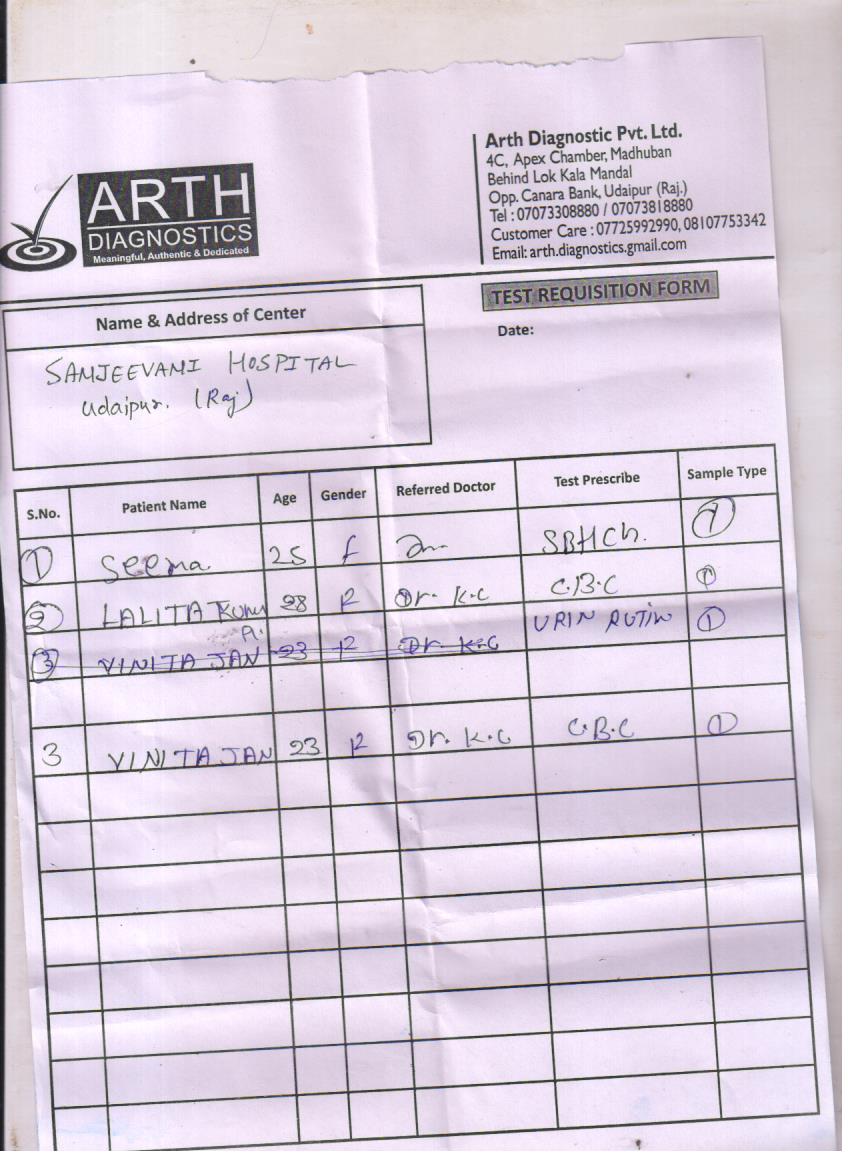 ARTH
DIAGNOSTICS
Meaningful, Authentic & Dedicated
Arth Diagnostic Pvt. Ltd.
4C, Apex Chamber, Madhuban
Behind Lok Kala Mandal
Opp. Canara Bank, Udaipur (Raj.)
Tel : 07073308880 / 07073818880
Customer Care : 07725992990, 08107753342
Email: arth.diagnostics.gmail.com
TEST REQUISITION FORM
Date:
Name & Address of Center
SAMJEEVAMI HOSPITAL
Udaipur. (Raj)
S.No. Patient Name Age Gender Referred Doctor Test Prescribe Sample Type
1 Seema 25 f
2 LALITA KUM 28 Dr. K.C C.B.C 1
A.
3 VINITA JAN 23 Dr. K.C URIN RUTIN 1
3 VINITA JAN 23 Dr. K.C C.B.C 1